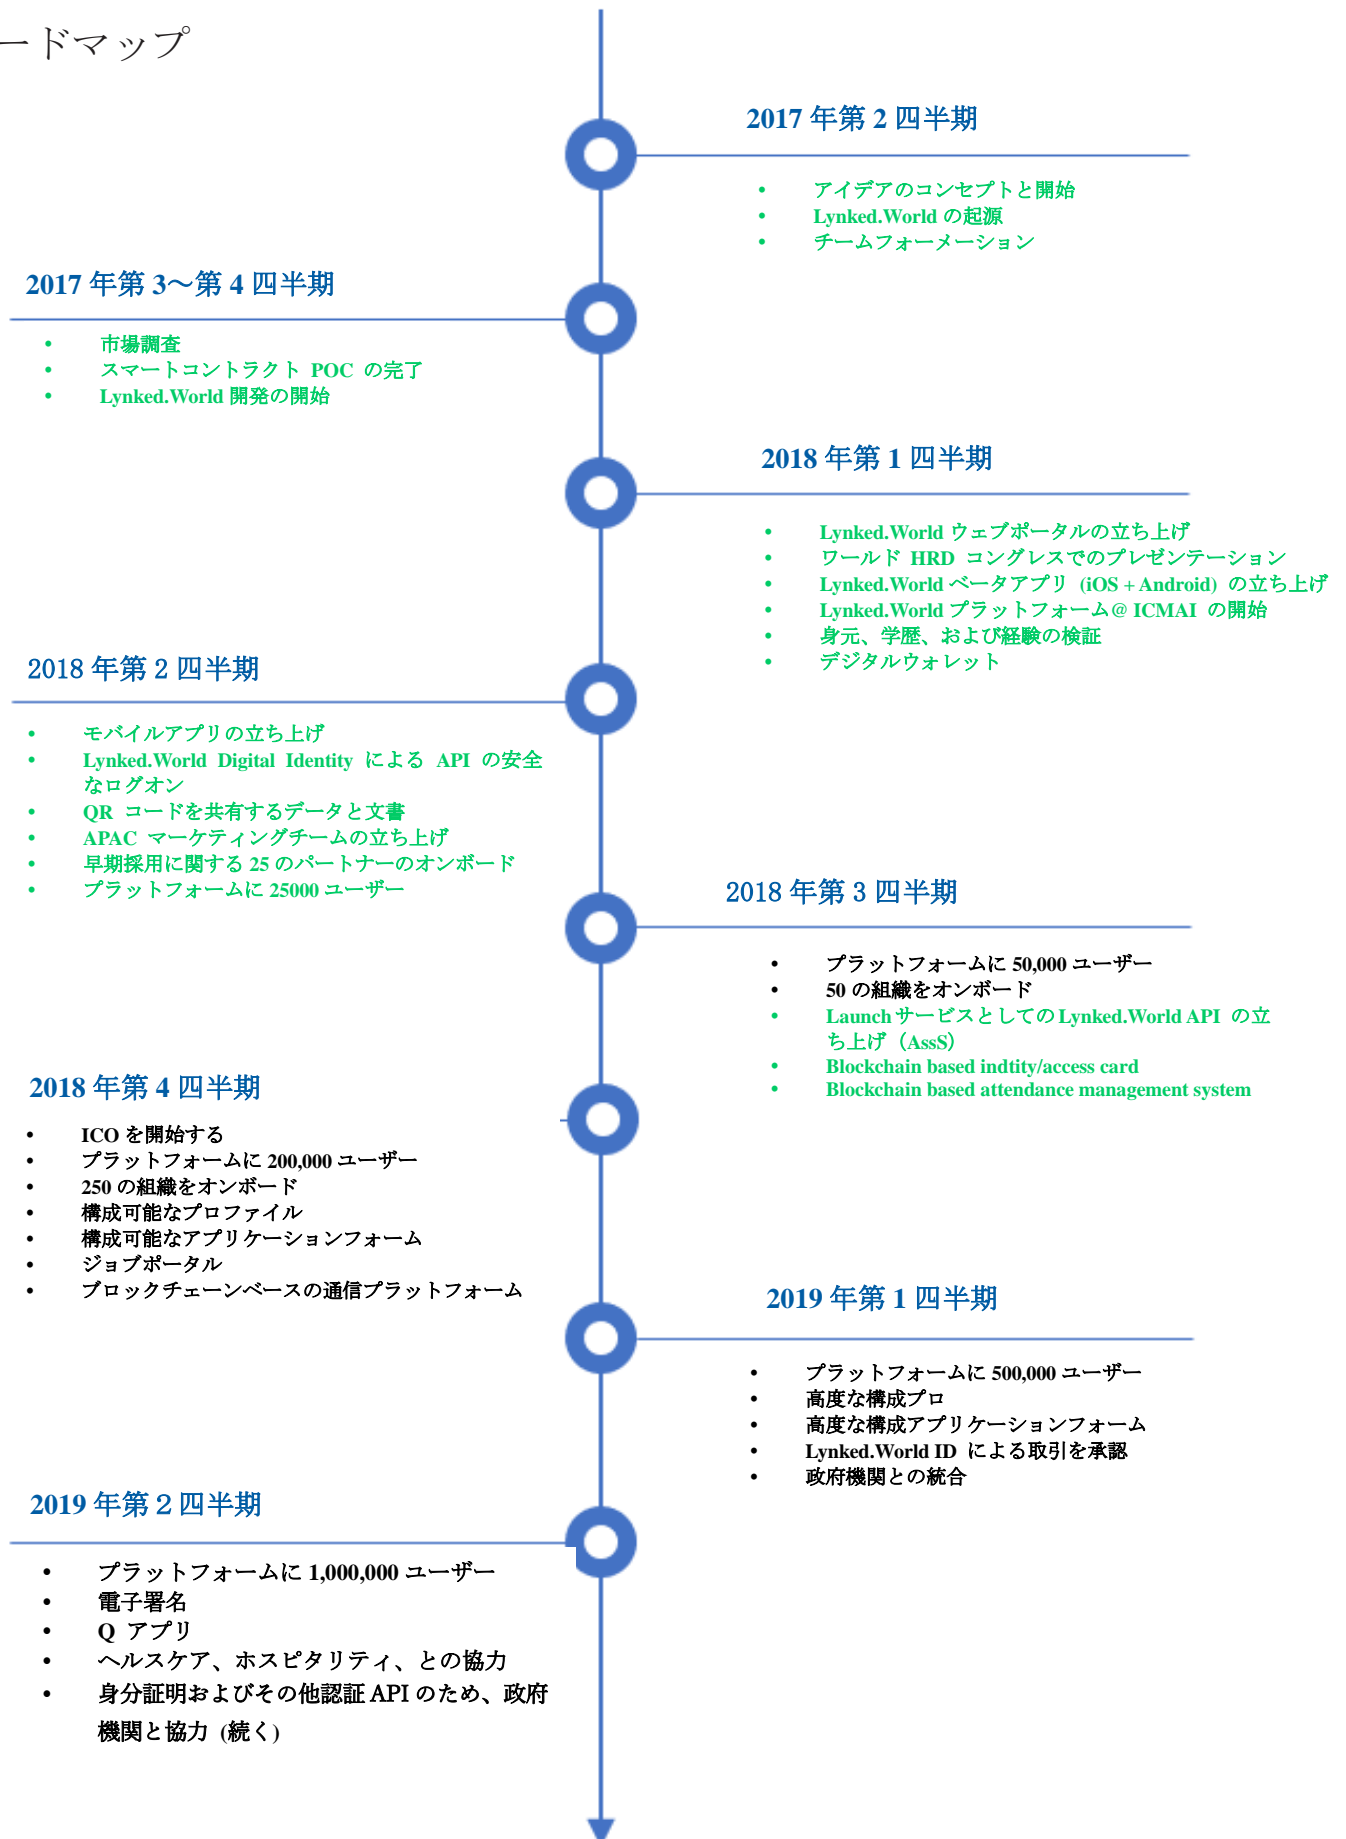 ードマップ
2017 年第 2 四半期
• アイデアのコンセプトと開始
• Lynked.World の起源
• チームフォーメーション
2017 年第 3～第 4 四半期
• 市場調査
• スマートコントラクト POC の完了
• Lynked.World 開発の開始
2018 年第 1 四半期
• Lynked.World ウェブポータルの立ち上げ
• ワールド HRD コングレスでのプレゼンテーション
• Lynked.World ベータアプリ (iOS + Android) の立ち上げ
• Lynked.World プラットフォーム@ ICMAI の開始
• 身元、学歴、および経験の検証
• デジタルウォレット
2018 年第 2 四半期
• モバイルアプリの立ち上げ
• Lynked.World Digital Identity による API の安全
なログオン
• QR コードを共有するデータと文書
• APAC マーケティングチームの立ち上げ
• 早期採用に関する 25 のパートナーのオンボード
• プラットフォームに 25000 ユーザー
2018 年第 3 四半期
• プラットフォームに 50,000 ユーザー
• 50 の組織をオンボード
• Launch サービスとしての Lynked.World API の立
ち上げ（AssS）
• Blockchain based indtity/access card
• Blockchain based attendance management system
2018 年第 4 四半期
• ICO を開始する
• プラットフォームに 200,000 ユーザー
• 250 の組織をオンボード
• 構成可能なプロファイル
• 構成可能なアプリケーションフォーム
• ジョブポータル
• ブロックチェーンベースの通信プラットフォーム
2019 年第 1 四半期
• プラットフォームに 500,000 ユーザー
• 高度な構成プロ
• 高度な構成アプリケーションフォーム
• Lynked.World ID による取引を承認
• 政府機関との統合
2019 年第２四半期
• プラットフォームに 1,000,000 ユーザー
• 電子署名
• Q アプリ
• ヘルスケア、ホスピタリティ、との協力
• 身分証明およびその他認証 API のため、政府
機関と協力 (続く)